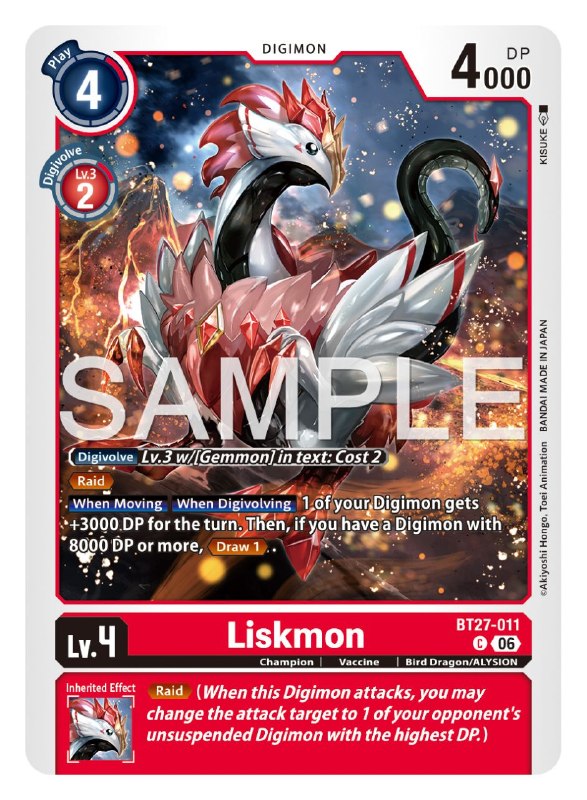 Play
4
DIGIMON
4000
DP
Digivolve
Lv.3
2
KISUKE
SAMPLE
Digivolve Lv.3 w/[Gemmon] in text: Cost 2
Raid
When Moving When Digivolving 1 of your Digimon gets
+3000 DP for the turn. Then, if you have a Digimon with
8000 DP or more, Draw 1.
©Akiyoshi Hongo, Toei Animation BANDAI MADE IN JAPAN
Lv.4
Liskmon
BT27-011
C 06
Champion | Vaccine | Bird Dragon/ALYSION
Inherited Effect
Raid (When this Digimon attacks, you may
change the attack target to 1 of your opponent's
unsuspended Digimon with the highest DP.)